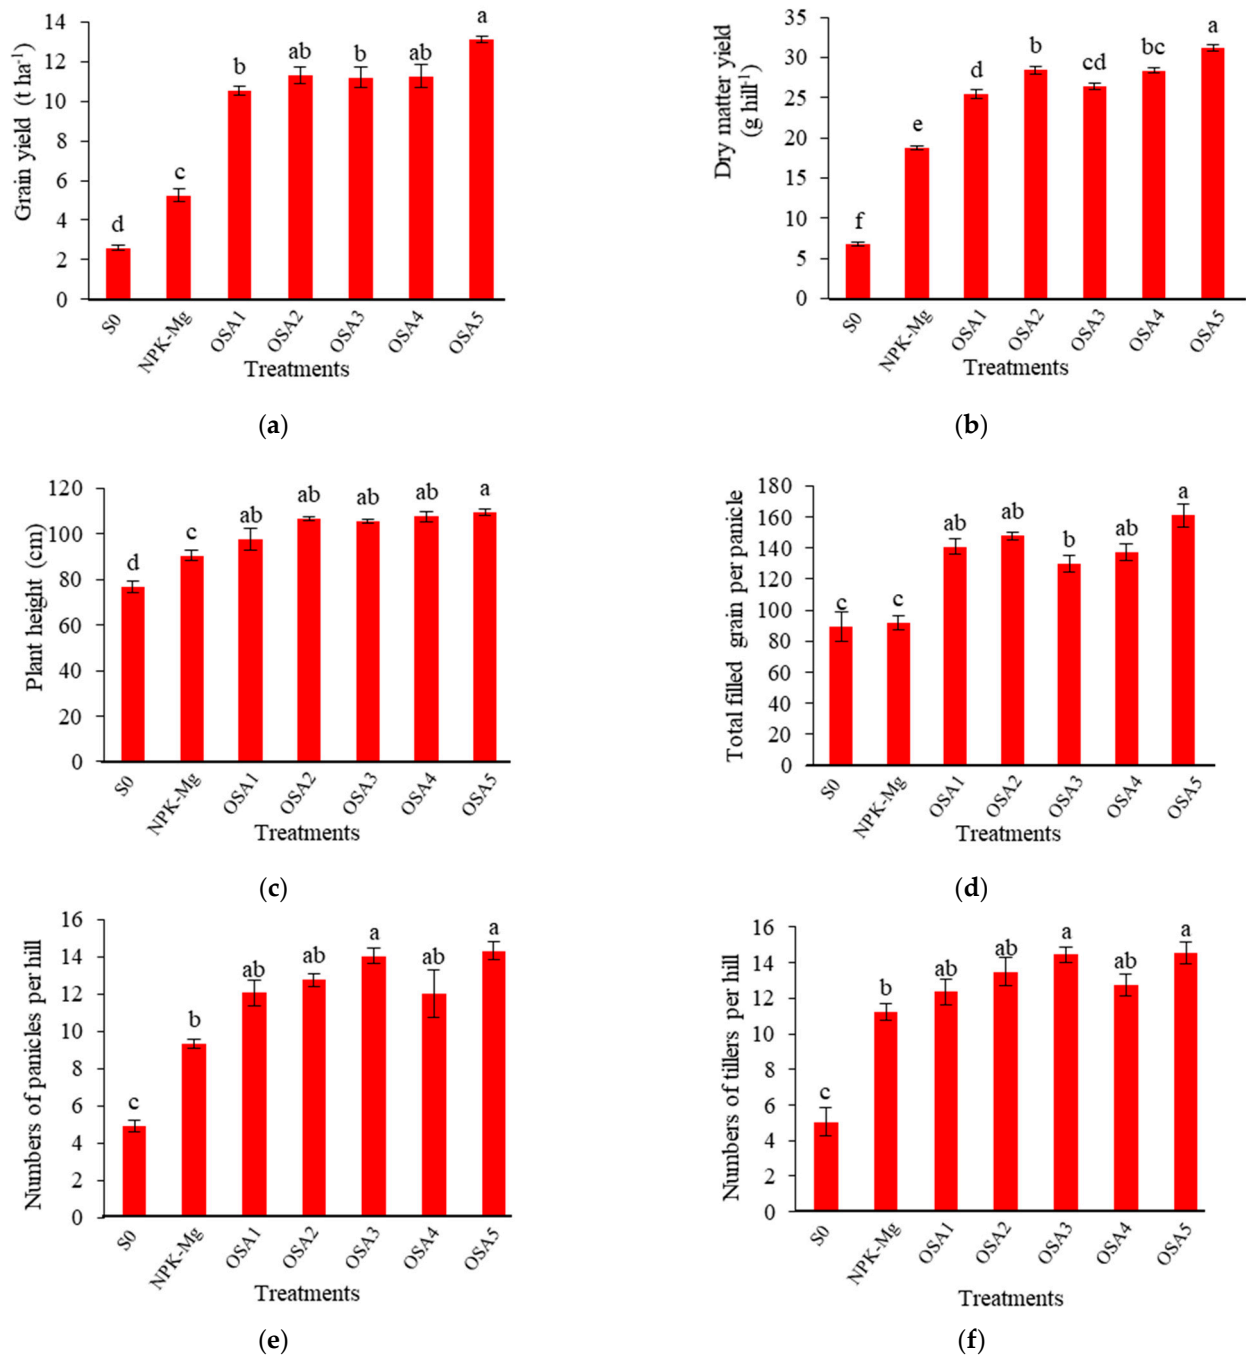 Grain yield (t ha⁻¹)
14
12
10
8
6
4
2
0
d
c
b
ab
b
ab
a
S0
NPK-Mg
OSA1
OSA2
OSA3
OSA4
OSA5
Treatments
(a)
Dry matter yield
(g hill⁻¹)
35
30
25
20
15
10
5
0
f
e
d
b
cd
bc
a
S0
NPK-Mg
OSA1
OSA2
OSA3
OSA4
OSA5
Treatments
(b)
Plant height (cm)
120
100
80
60
40
20
0
d
c
ab
ab
ab
ab
a
S0
NPK-Mg
OSA1
OSA2
OSA3
OSA4
OSA5
Treatments
(c)
Total filled grain per panicle
180
160
140
120
100
80
60
40
20
0
c
c
ab
ab
b
ab
a
S0
NPK-Mg
OSA1
OSA2
OSA3
OSA4
OSA5
Treatments
(d)
Numbers of panicles per hill
16
14
12
10
8
6
4
2
0
c
b
ab
ab
a
ab
a
S0
NPK-Mg
OSA1
OSA2
OSA3
OSA4
OSA5
Treatments
(e)
Numbers of tillers per hill
16
14
12
10
8
6
4
2
0
c
b
ab
ab
a
ab
a
S0
NPK-Mg
OSA1
OSA2
OSA3
OSA4
OSA5
Treatments
(f)